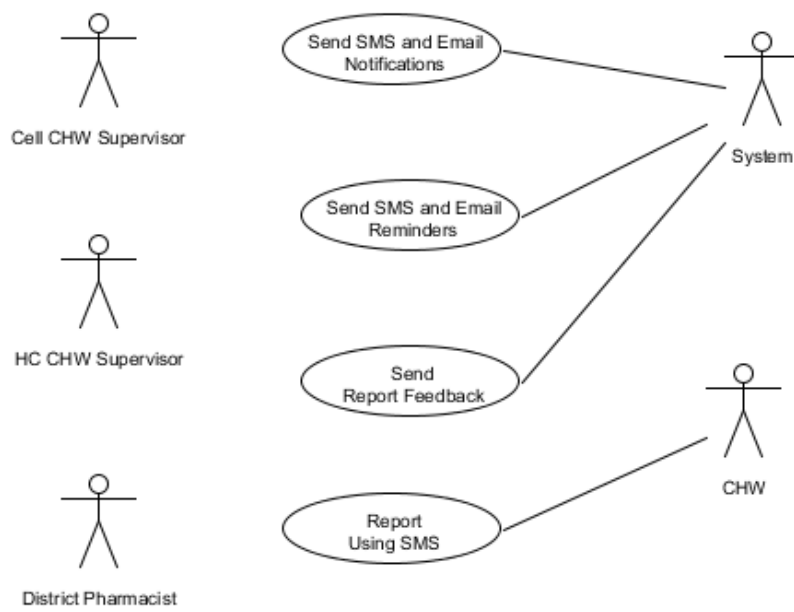 Send SMS and Email
Notifications
Cell CHW Supervisor
System
Send SMS and Email
Reminders
HC CHW Supervisor
Send
Report Feedback
CHW
Report
Using SMS
District Pharmacist